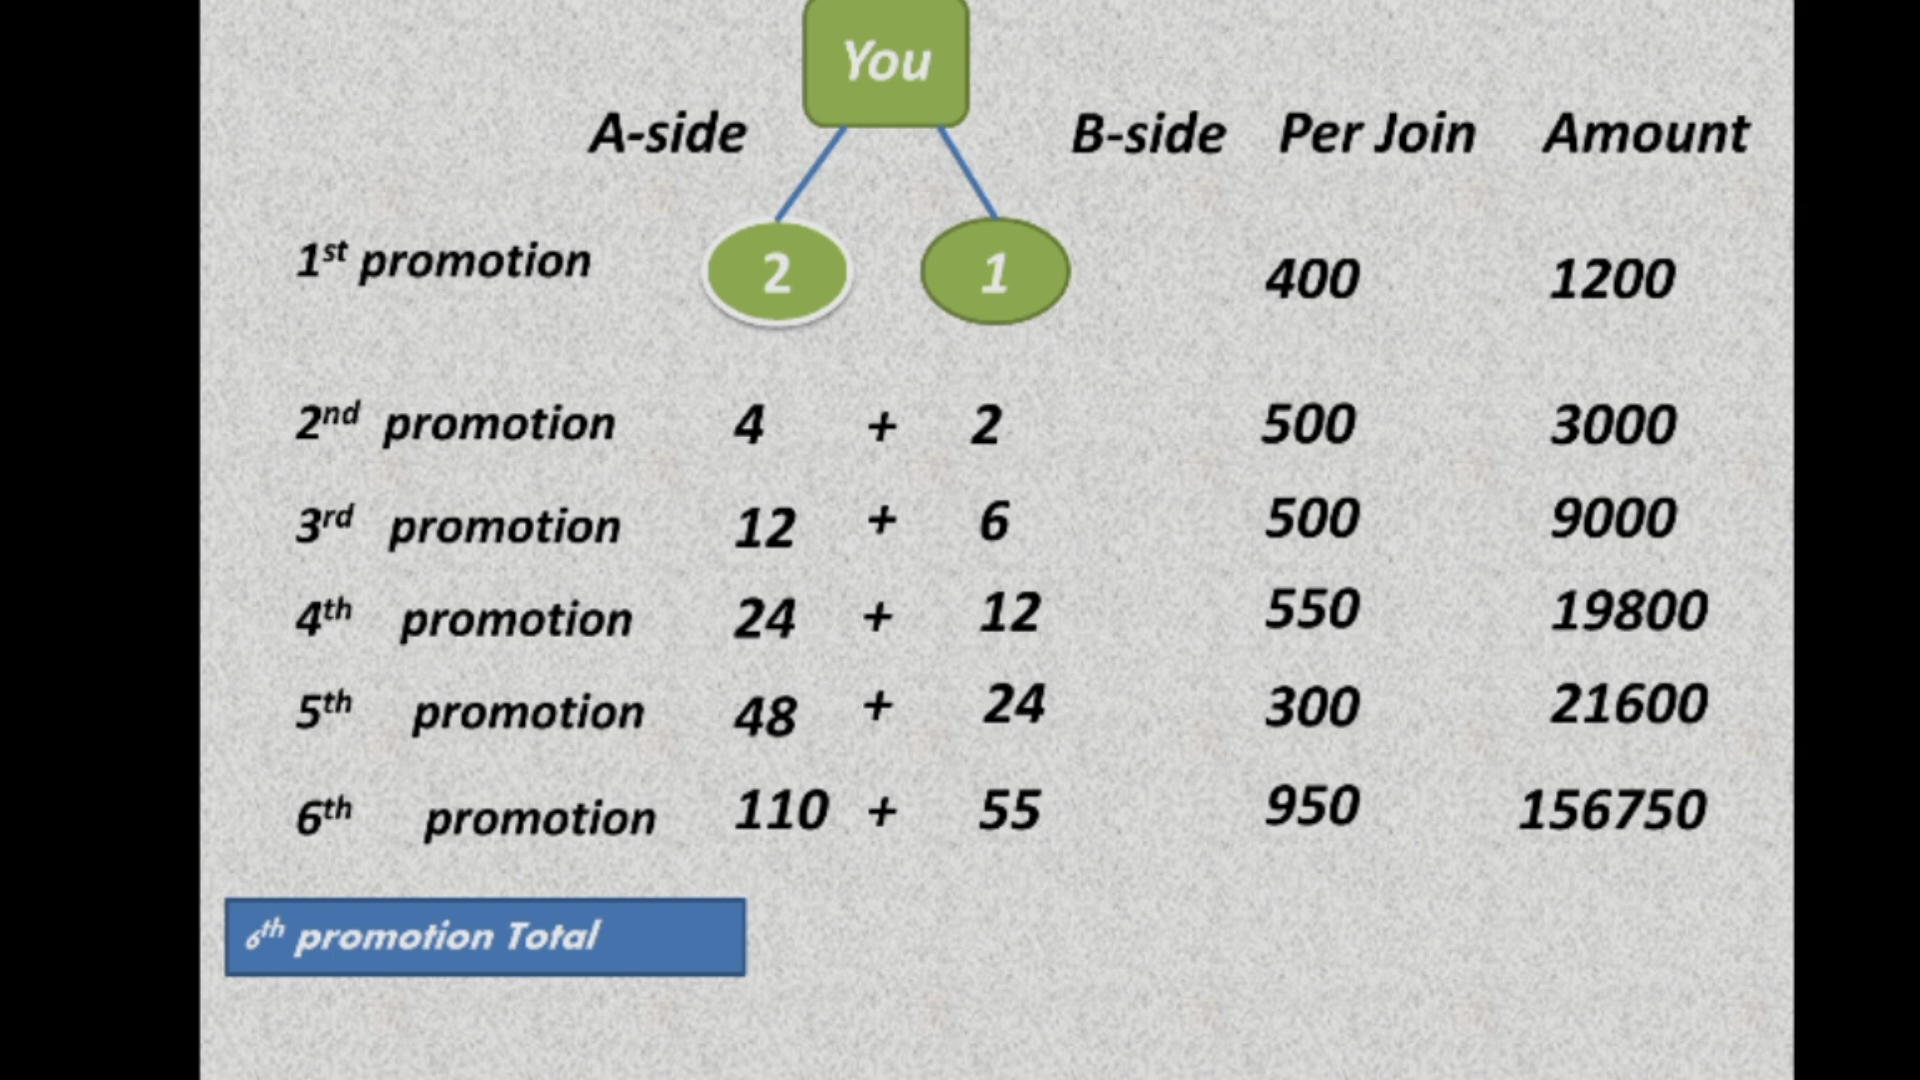 You
A-side B-side Per Join Amount
1st promotion 2 1 400 1200
2nd promotion 4 + 2 500 3000
3rd promotion 12 + 6 500 9000
4th promotion 24 + 12 550 19800
5th promotion 48 + 24 300 21600
6th promotion 110 + 55 950 156750
6th promotion Total